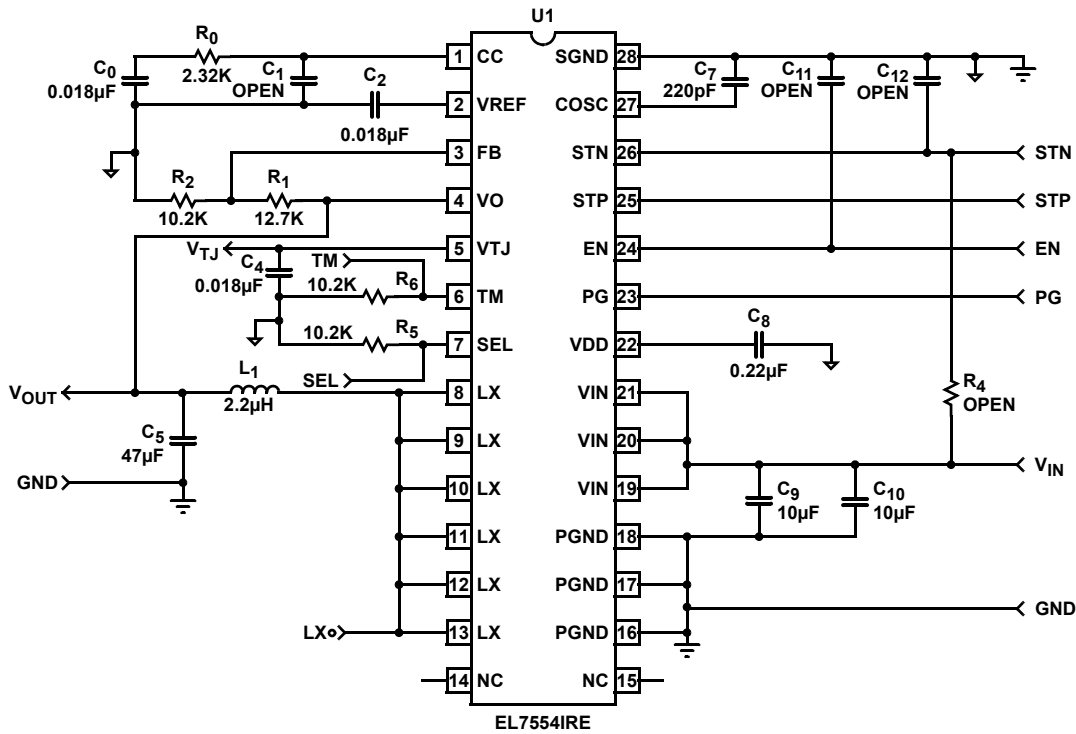 U1
R0
2.32K
C0
0.018µF
C1
OPEN
C2
0.018µF
R2
10.2K
R1
12.7K
VTJ
C4
0.018µF
TM
10.2K
R6
10.2K
R5
SEL
L1
2.2µH
VOUT
C5
47µF
GND
LX
1 CC
2 VREF
3 FB
4 VO
5 VTJ
6 TM
7 SEL
8 LX
9 LX
10 LX
11 LX
12 LX
13 LX
14 NC
SGND 28
COSC 27
STN 26
STP 25
EN 24
PG 23
VDD 22
VIN 21
VIN 20
VIN 19
PGND 18
PGND 17
PGND 16
NC 15
C7
220pF
C11
OPEN
C12
OPEN
STN
STP
EN
PG
C8
0.22µF
R4
OPEN
VIN
C9
10µF
C10
10µF
GND
EL7554IRE